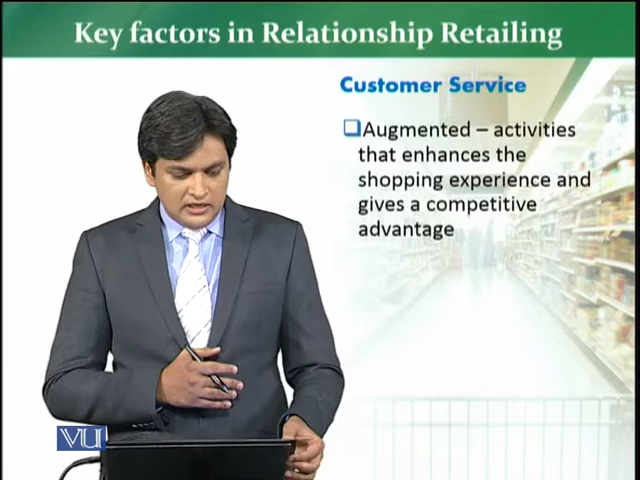 Key factors in Relationship Retailing
Customer Service
Augmented – activities
that enhances the
shopping experience and
gives a competitive
advantage
VU